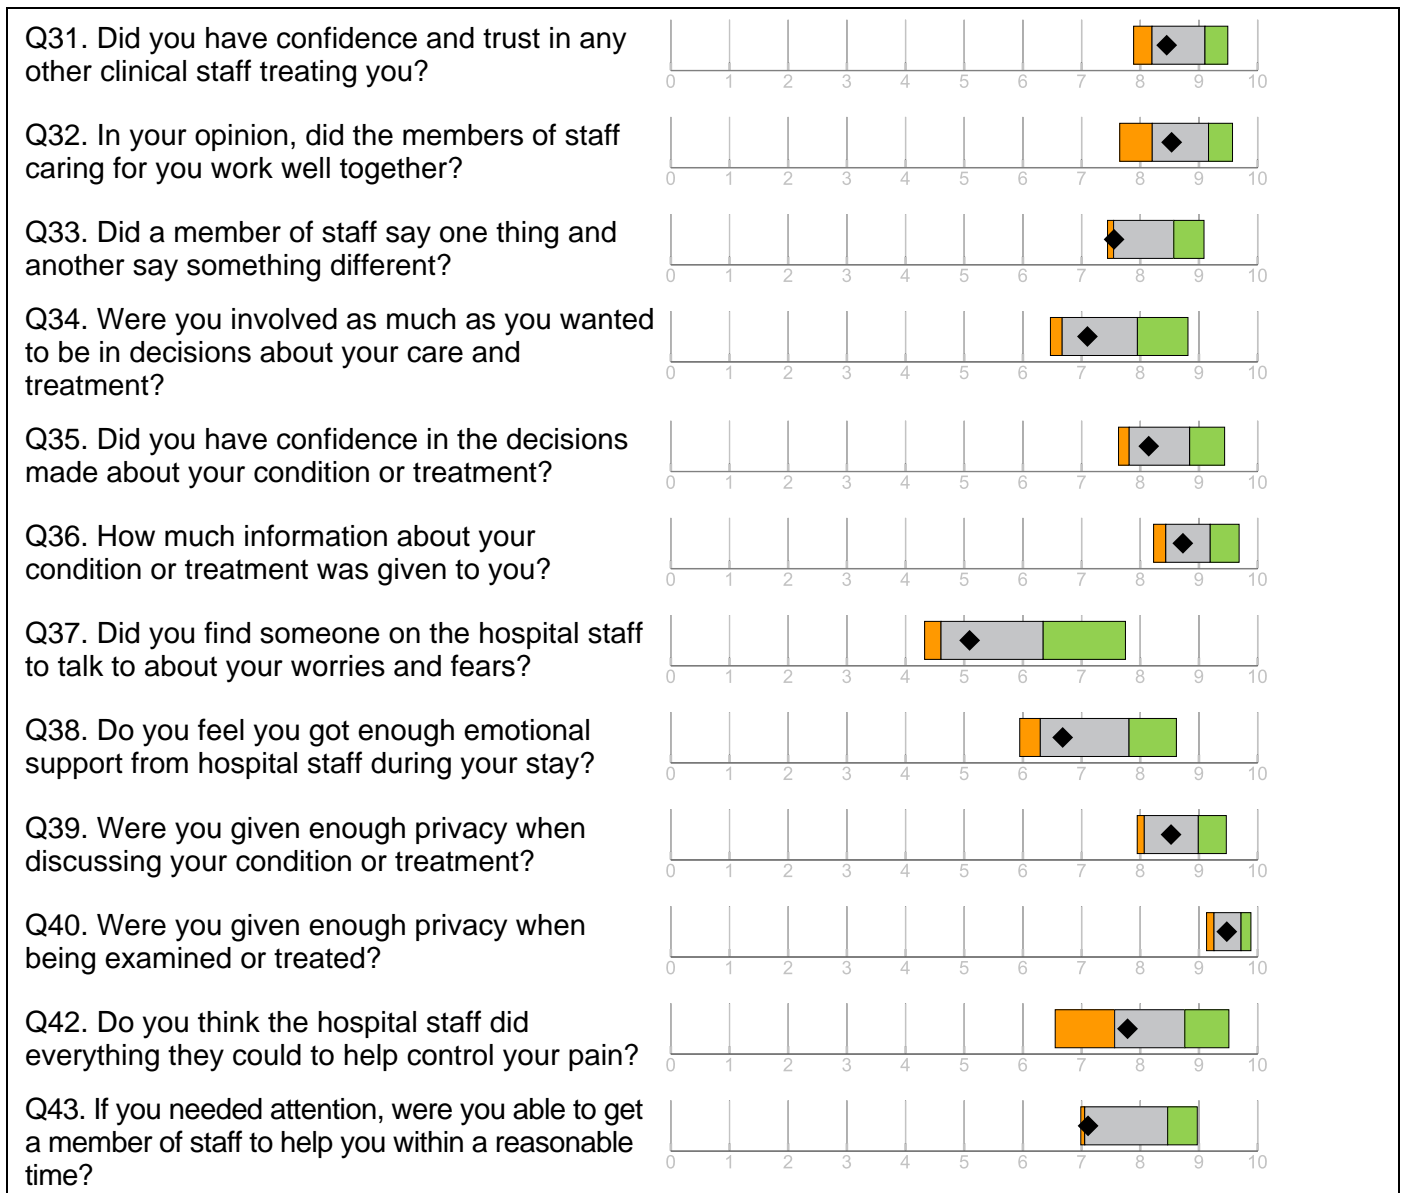 Q31. Did you have confidence and trust in any
other clinical staff treating you?
0 1 2 3 4 5 6 7 8 9 10
Q32. In your opinion, did the members of staff
caring for you work well together?
0 1 2 3 4 5 6 7 8 9 10
Q33. Did a member of staff say one thing and
another say something different?
0 1 2 3 4 5 6 7 8 9 10
Q34. Were you involved as much as you wanted
to be in decisions about your care and
treatment?
0 1 2 3 4 5 6 7 8 9 10
Q35. Did you have confidence in the decisions
made about your condition or treatment?
0 1 2 3 4 5 6 7 8 9 10
Q36. How much information about your
condition or treatment was given to you?
0 1 2 3 4 5 6 7 8 9 10
Q37. Did you find someone on the hospital staff
to talk to about your worries and fears?
0 1 2 3 4 5 6 7 8 9 10
Q38. Do you feel you got enough emotional
support from hospital staff during your stay?
0 1 2 3 4 5 6 7 8 9 10
Q39. Were you given enough privacy when
discussing your condition or treatment?
0 1 2 3 4 5 6 7 8 9 10
Q40. Were you given enough privacy when
being examined or treated?
0 1 2 3 4 5 6 7 8 9 10
Q42. Do you think the hospital staff did
everything they could to help control your pain?
0 1 2 3 4 5 6 7 8 9 10
Q43. If you needed attention, were you able to get
a member of staff to help you within a reasonable
time?
0 1 2 3 4 5 6 7 8 9 10